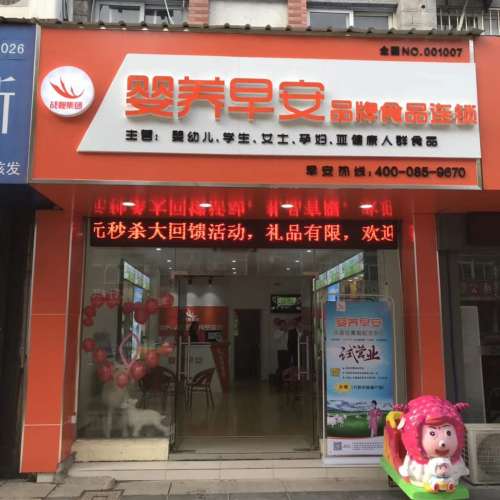 026
全国NO.001007
婴养早安品牌食品连锁
主营：婴幼儿、学生、女士、孕妇、亚健康人群食品
早安热线：400-085-9670
元秒杀大回馈活动，礼品有限，欢迎
婴养早安
试营业